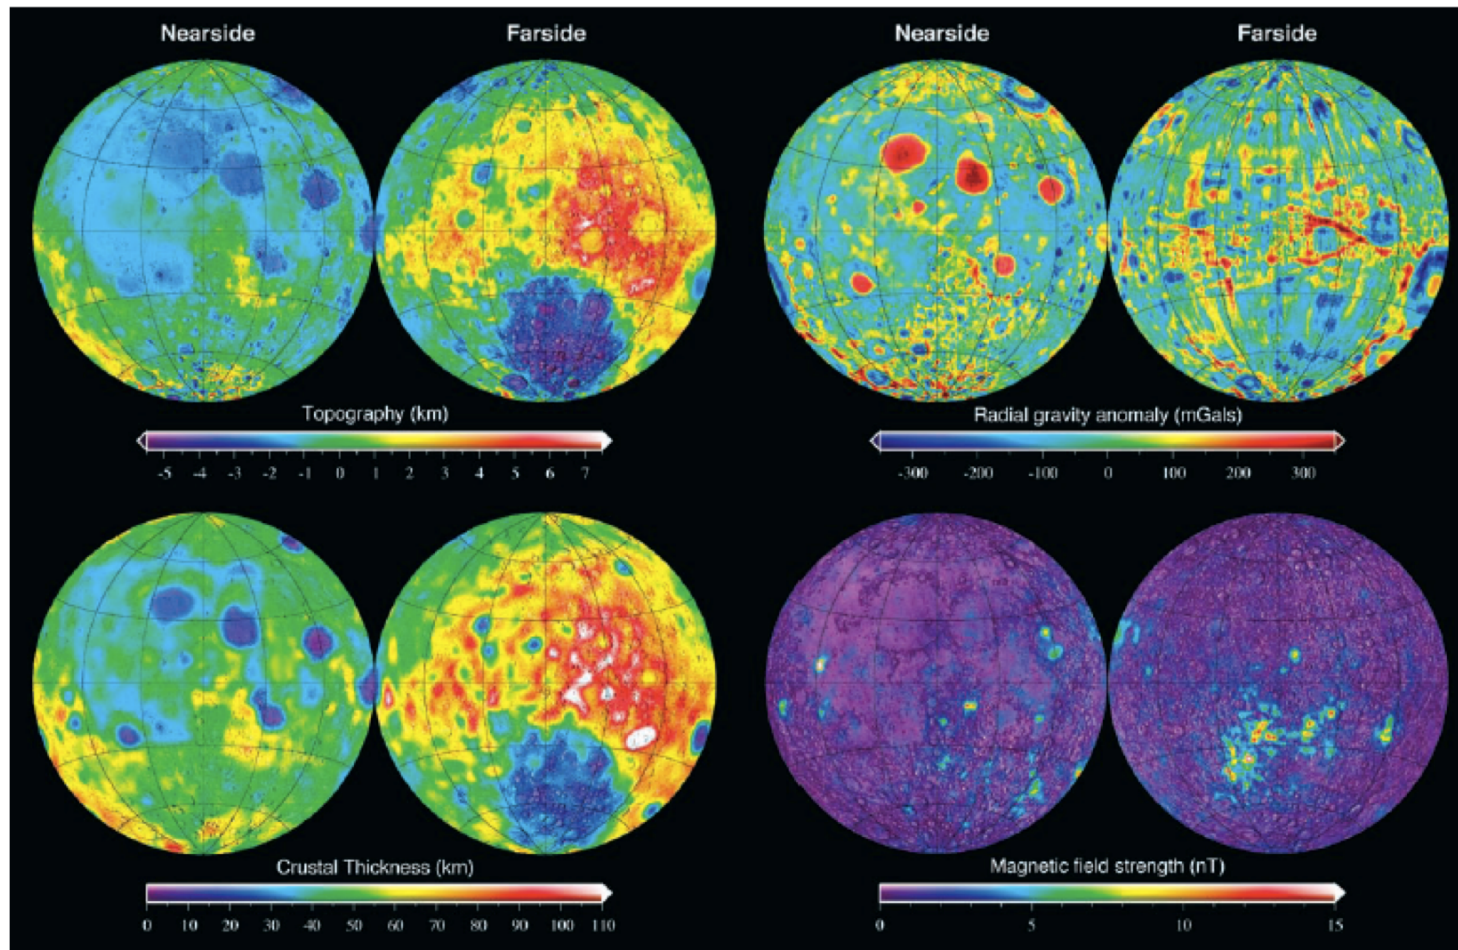 Nearside Farside Nearside Farside
Topography (km)
-5 -4 -3 -2 -1 0 1 2 3 4 5 6 7
Radial gravity anomaly (mGals)
-300 -200 -100 0 100 200 300
Crustal Thickness (km)
0 10 20 30 40 50 60 70 80 90 100 110
Magnetic field strength (nT)
0 5 10 15